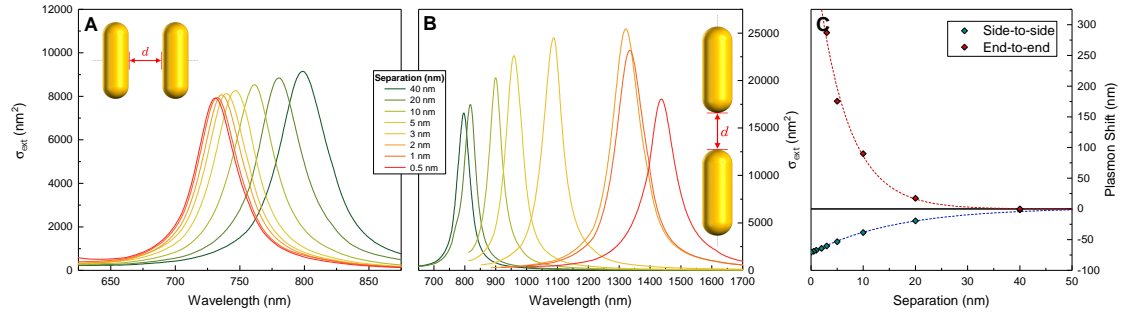 A
B
C
d
Separation (nm)
40 nm
20 nm
10 nm
5 nm
3 nm
2 nm
1 nm
0.5 nm
d
Side-to-side
End-to-end
12000
10000
8000
6000
4000
2000
0
σext (nm²)
650 700 750 800 850
Wavelength (nm)
25000
20000
15000
10000
5000
0
σext (nm²)
700 800 900 1000 1100 1200 1300 1400 1500 1600 1700
Wavelength (nm)
300
250
200
150
100
50
0
-50
-100
Plasmon Shift (nm)
0 10 20 30 40 50
Separation (nm)